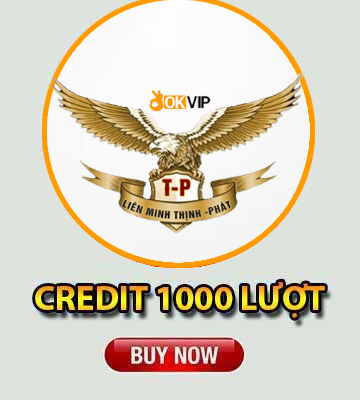 OKVIP
T-P
LIÊN MINH THỊNH -PHÁT
CREDIT 1000 LƯỢT
BUY NOW